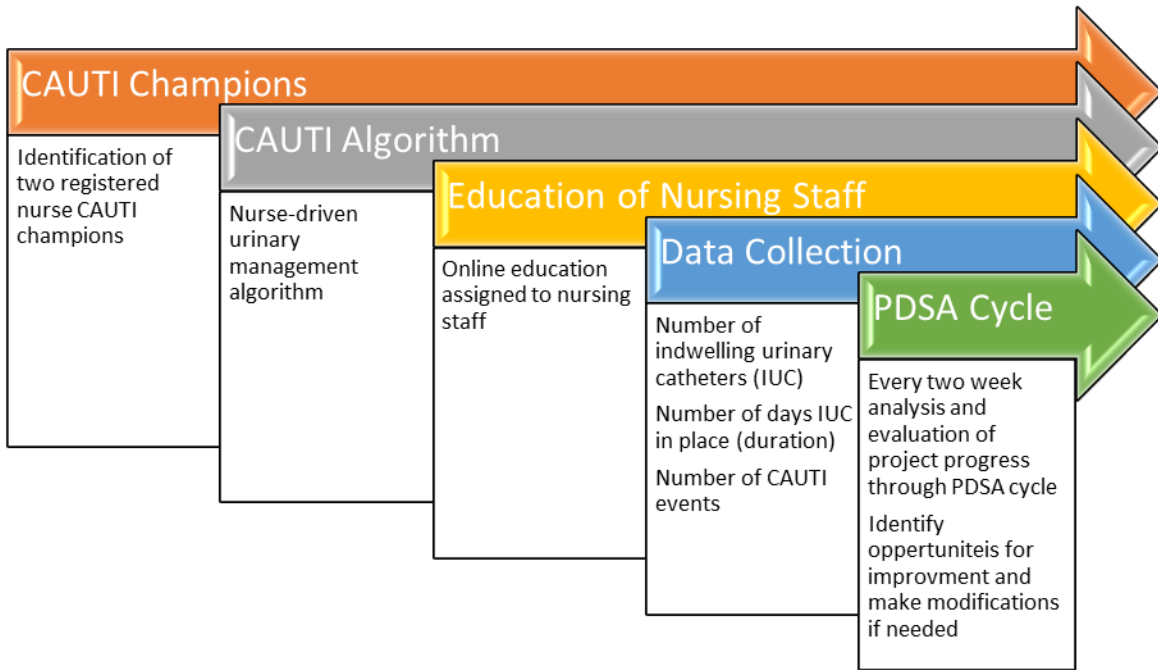 CAUTI Champions
Identification of
two registered
nurse CAUTI
champions
CAUTI Algorithm
Nurse-driven
urinary
management
algorithm
Education of Nursing Staff
Online education
assigned to nursing
staff
Data Collection
Number of
indwelling urinary
catheters (IUC)
Number of days IUC
in place (duration)
Number of CAUTI
events
PDSA Cycle
Every two week
analysis and
evaluation of
project progress
through PDSA cycle
Identify
oppertuniteis for
improvment and
make modifications
if needed